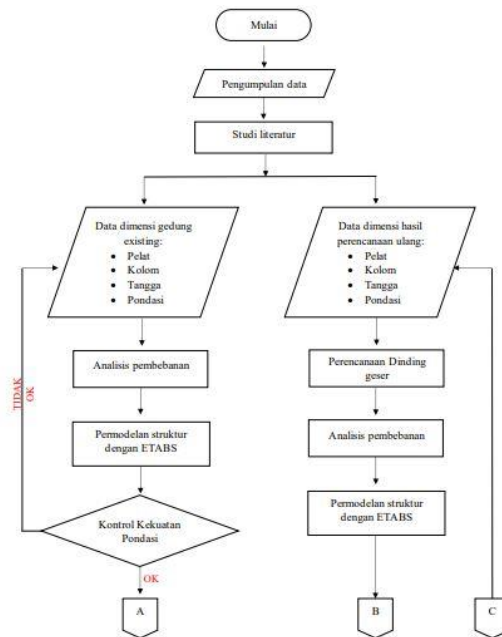 Mulai
Pengumpulan data
Studi literatur
Data dimensi gedung
existing:
• Pelat
• Kolom
• Tangga
• Pondasi
Data dimensi hasil
perencanaan ulang:
• Pelat
• Kolom
• Tangga
• Pondasi
Analisis pembebanan
Perencanaan Dinding
geser
TIDAK
OK
Permodelan struktur
dengan ETABS
Analisis pembebanan
Kontrol Kekuatan
Pondasi
Permodelan struktur
dengan ETABS
OK
A
B
C